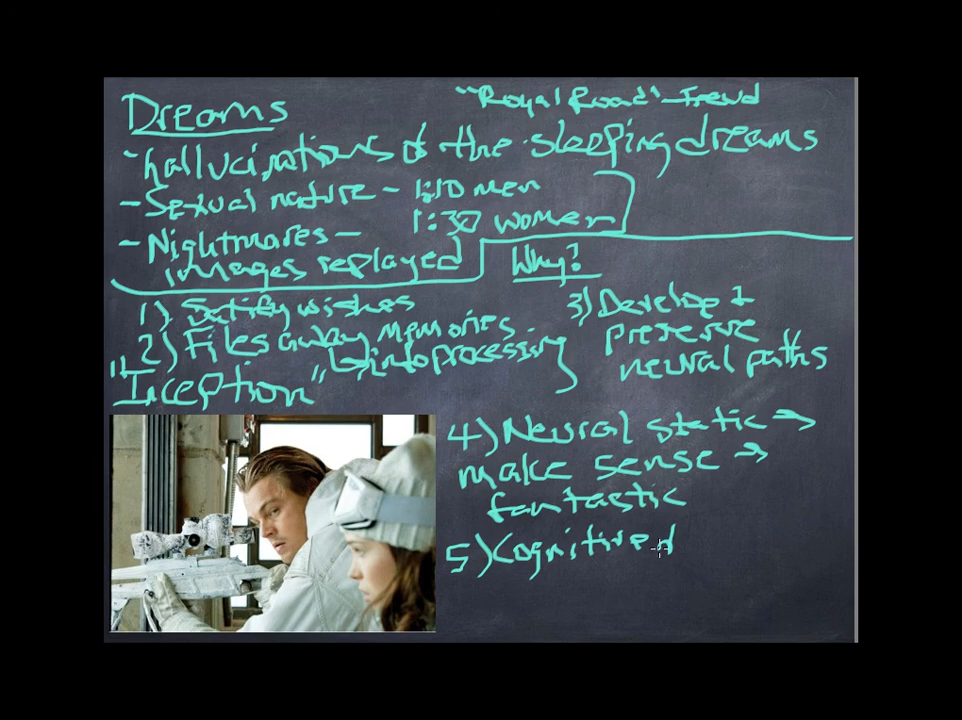 Dreams
"Royal Road" - Freud
- hallucinations of the sleeping dreams
- Sexual nature - 1:10 men
1:30 women
- Nightmares -
images replayed
Why?
1) Satify wishes
2) Files away memories
↳ info processing
3) Develop &
preserve
neural paths
"Inception"
4) Neural static →
make sense →
fantastic
5) Cognitive d